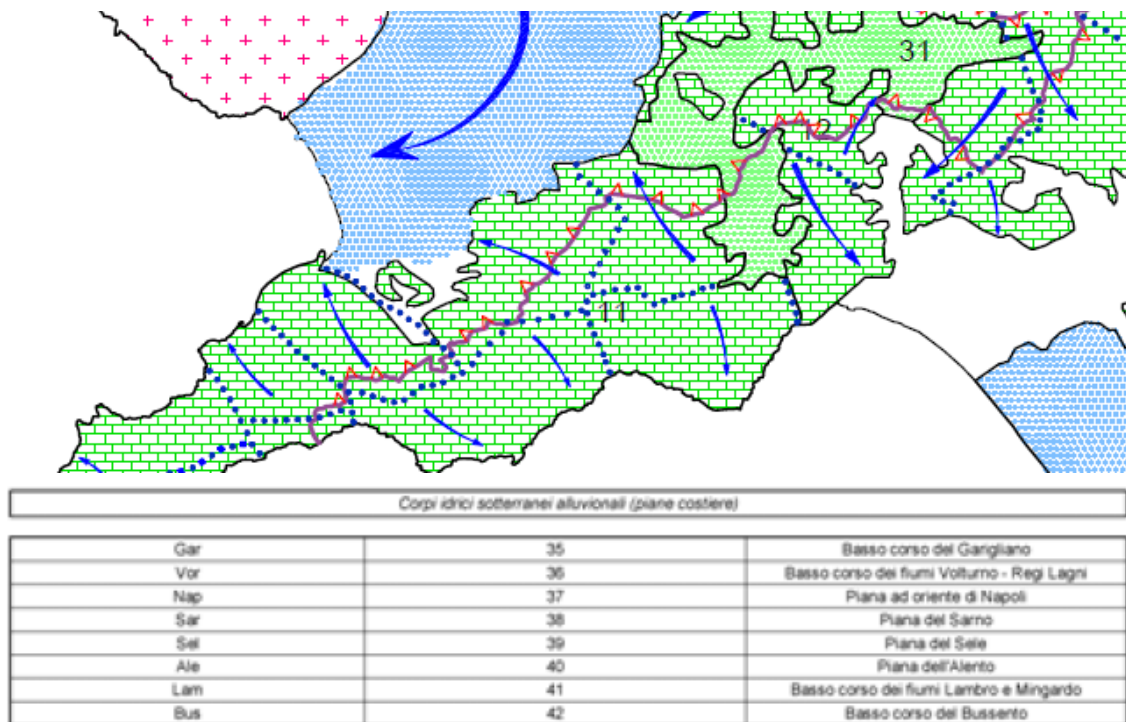 31
12
11
Corpi idrici sotterranei alluvionali (piane costiere)
Gar 35 Basso corso del Garigliano
Vor 36 Basso corso dei fiumi Volturno - Regi Lagni
Nap 37 Piana ad oriente di Napoli
Sar 38 Piana del Sarno
Sel 39 Piana del Sele
Ale 40 Piana dell'Alento
Lam 41 Basso corso dei fiumi Lambro e Mingardo
Bus 42 Basso corso del Bussento